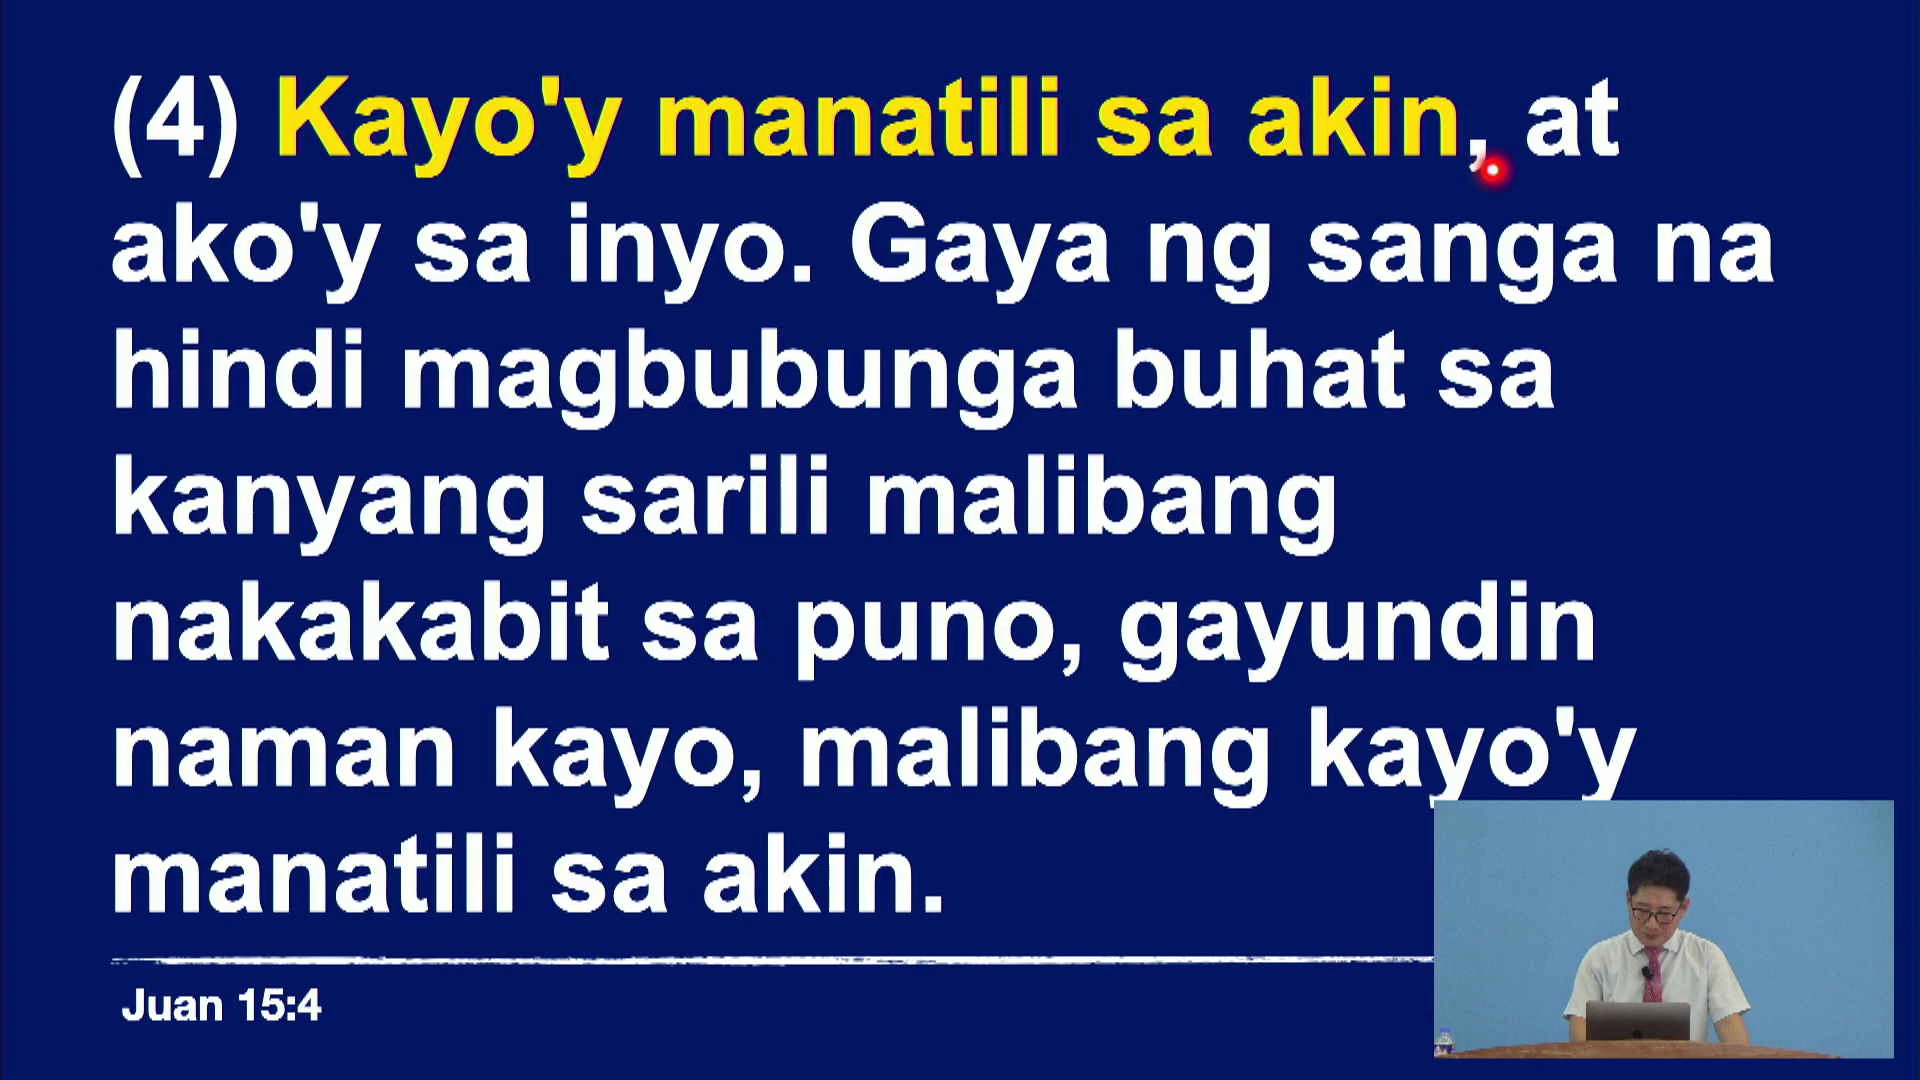 (4) Kayo'y manatili sa akin, at
ako'y sa inyo. Gaya ng sanga na
hindi magbubunga buhat sa
kanyang sarili malibang
nakakabit sa puno, gayundin
naman kayo, malibang kayo'y
manatili sa akin.
Juan 15:4